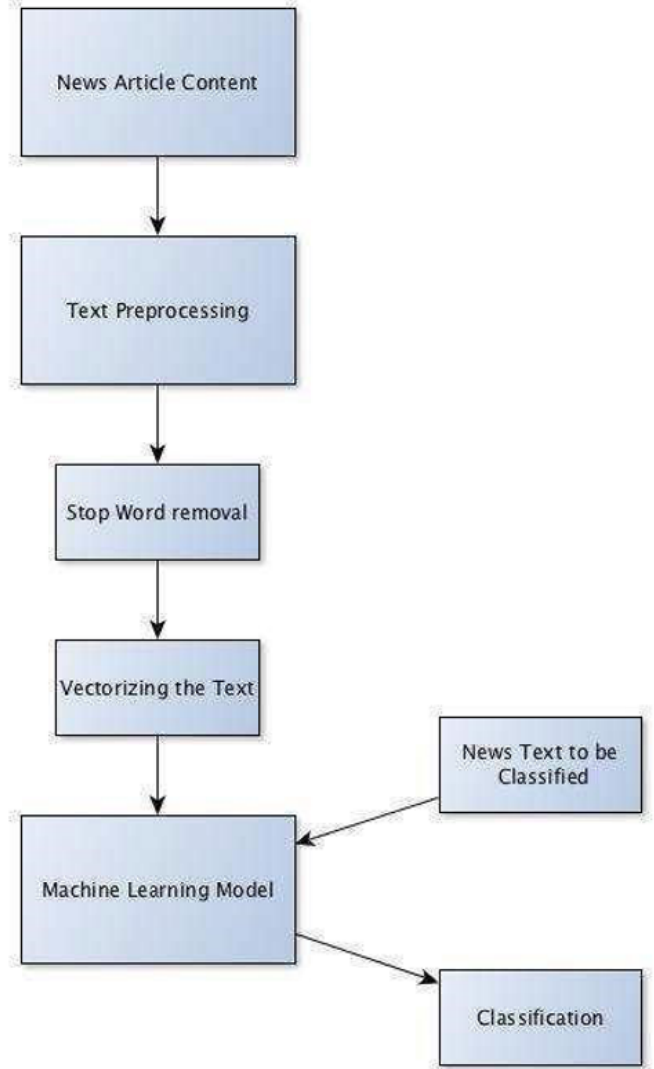 News Article Content
Text Preprocessing
Stop Word removal
Vectorizing the Text
News Text to be
Classified
Machine Learning Model
Classification